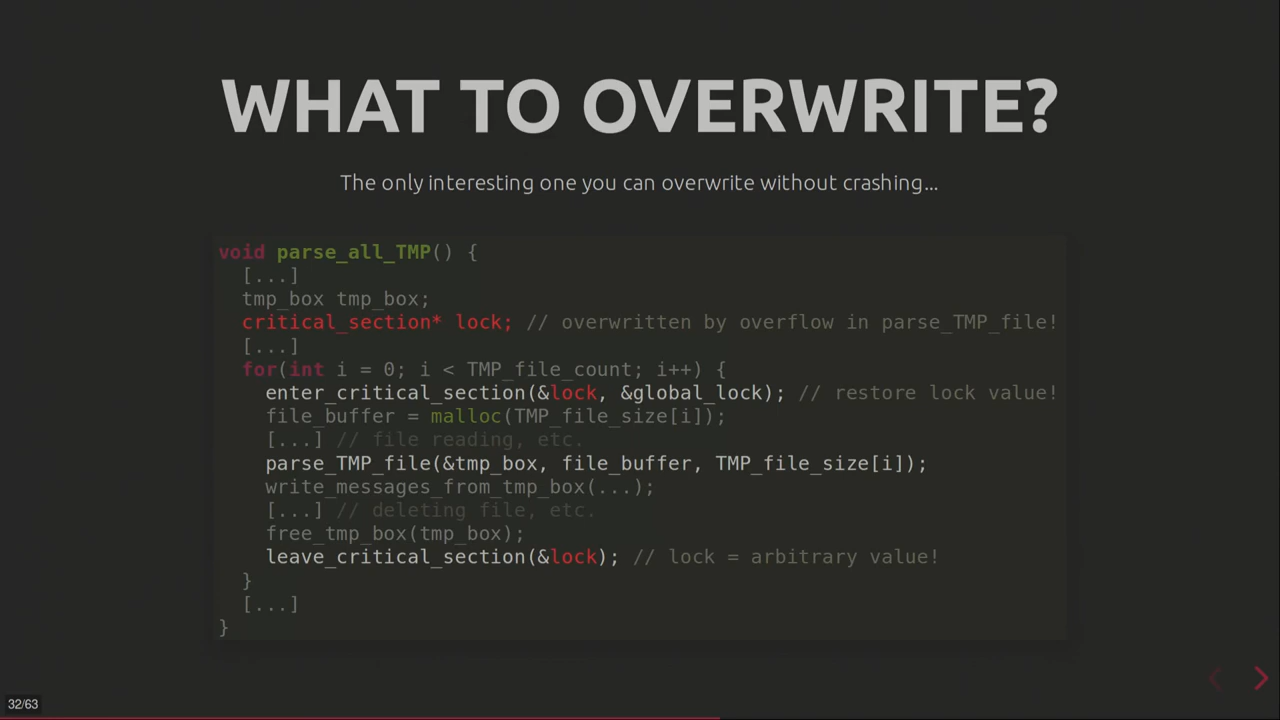 WHAT TO OVERWRITE?
The only interesting one you can overwrite without crashing...
void parse_all_TMP() {
[...]
tmp_box tmp_box;
critical_section* lock; // overwritten by overflow in parse_TMP_file!
[...]
for(int i = 0; i < TMP_file_count; i++) {
enter_critical_section(&lock, &global_lock); // restore lock value!
file_buffer = malloc(TMP_file_size[i]);
[...] // file reading, etc.
parse_TMP_file(&tmp_box, file_buffer, TMP_file_size[i]);
write_messages_from_tmp_box(...);
[...] // deleting file, etc.
free_tmp_box(tmp_box);
leave_critical_section(&lock); // lock = arbitrary value!
}
[...]
}
32/63